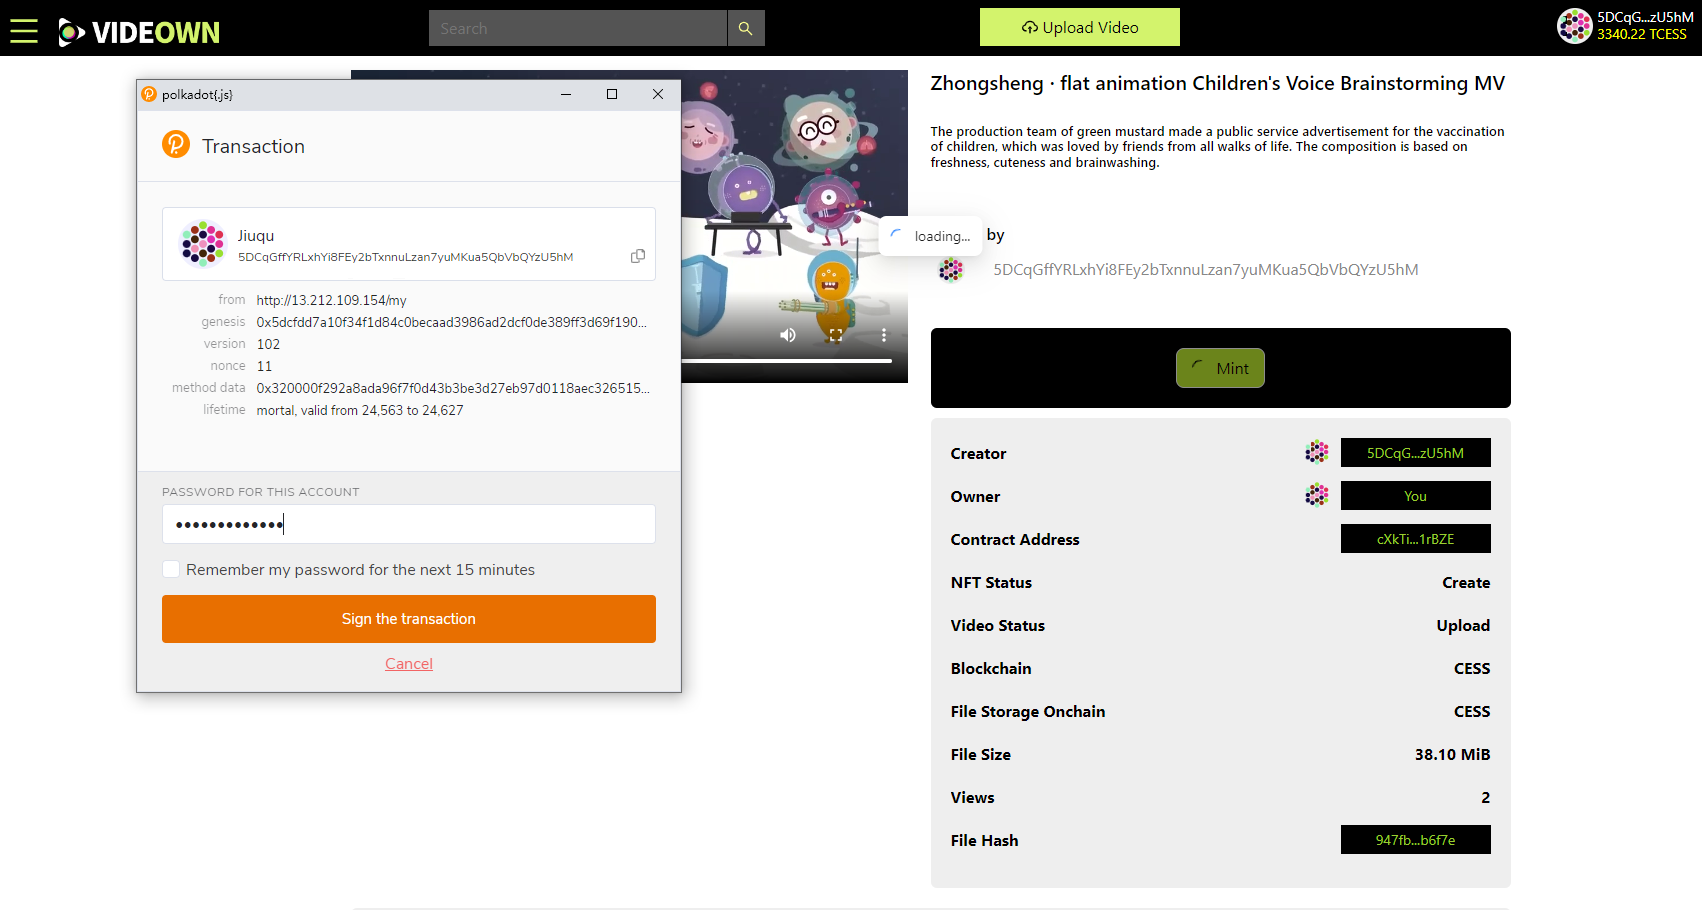 VIDEOWN
Search
Upload Video
5DCqG...zU5hM
3340.22 TCESS
polkadot{.js}
Transaction
Jiuqu
5DCqGffYRLxhYi8FEy2bTxnnuLzan7yuMKua5QbVbQYzU5hM
from http://13.212.109.154/my
genesis 0x5dcfdd7a10f34f1d84c0becaad3986ad2dcf0de389ff3d69f190...
version 102
nonce 11
method data 0x320000f292a8ada96f7f0d43b3be3d27eb97d0118aec326515...
lifetime mortal, valid from 24,563 to 24,627
PASSWORD FOR THIS ACCOUNT
•••••••••••••
Remember my password for the next 15 minutes
Sign the transaction
Cancel
Zhongsheng · flat animation Children's Voice Brainstorming MV
The production team of green mustard made a public service advertisement for the vaccination
of children, which was loved by friends from all walks of life. The composition is based on
freshness, cuteness and brainwashing.
loading...
by
5DCqGffYRLxhYi8FEy2bTxnnuLzan7yuMKua5QbVbQYzU5hM
Mint
Creator 5DCqG...zU5hM
Owner You
Contract Address cXkTi...1rBZE
NFT Status Create
Video Status Upload
Blockchain CESS
File Storage Onchain CESS
File Size 38.10 MiB
Views 2
File Hash 947fb...b6f7e